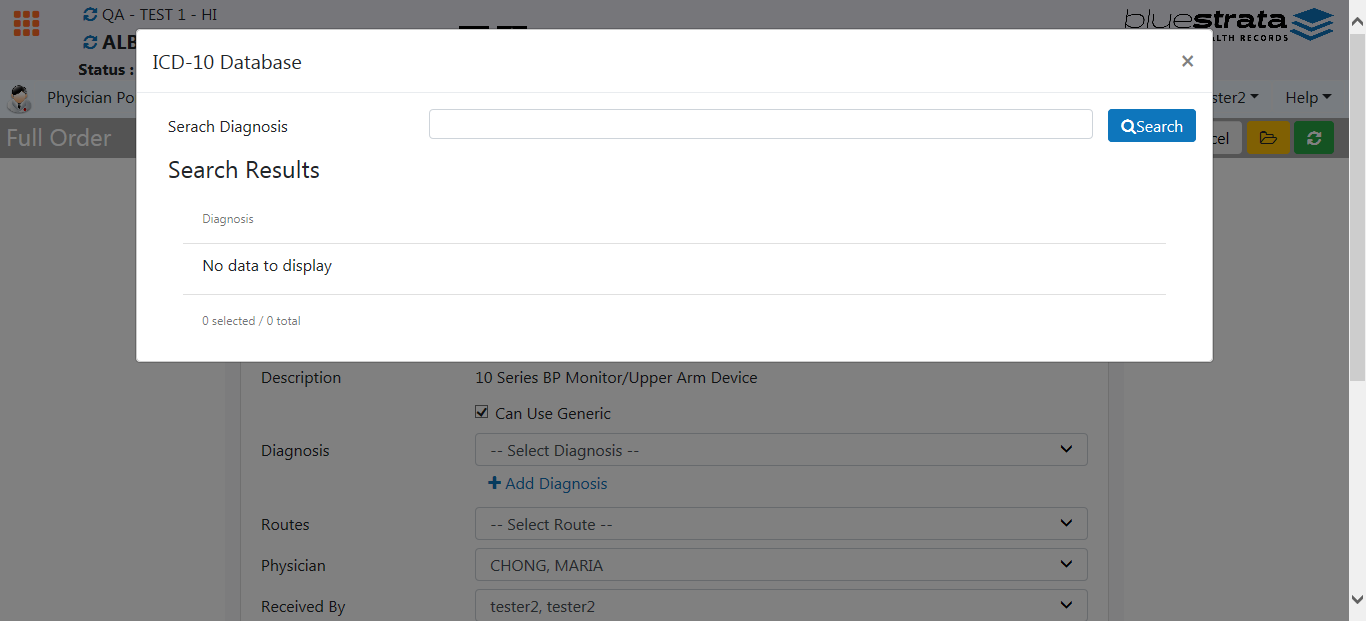 QA - TEST 1 - HI
bluestrata
ALB
ALTH RECORDS
Status :
ICD-10 Database
×
Physician Po
ster2
Help
Serach Diagnosis
Search
Full Order
cel
Search Results
Diagnosis
No data to display
0 selected / 0 total
Description
10 Series BP Monitor/Upper Arm Device
Can Use Generic
Diagnosis
-- Select Diagnosis --
Add Diagnosis
Routes
-- Select Route --
Physician
CHONG, MARIA
Received By
tester2, tester2